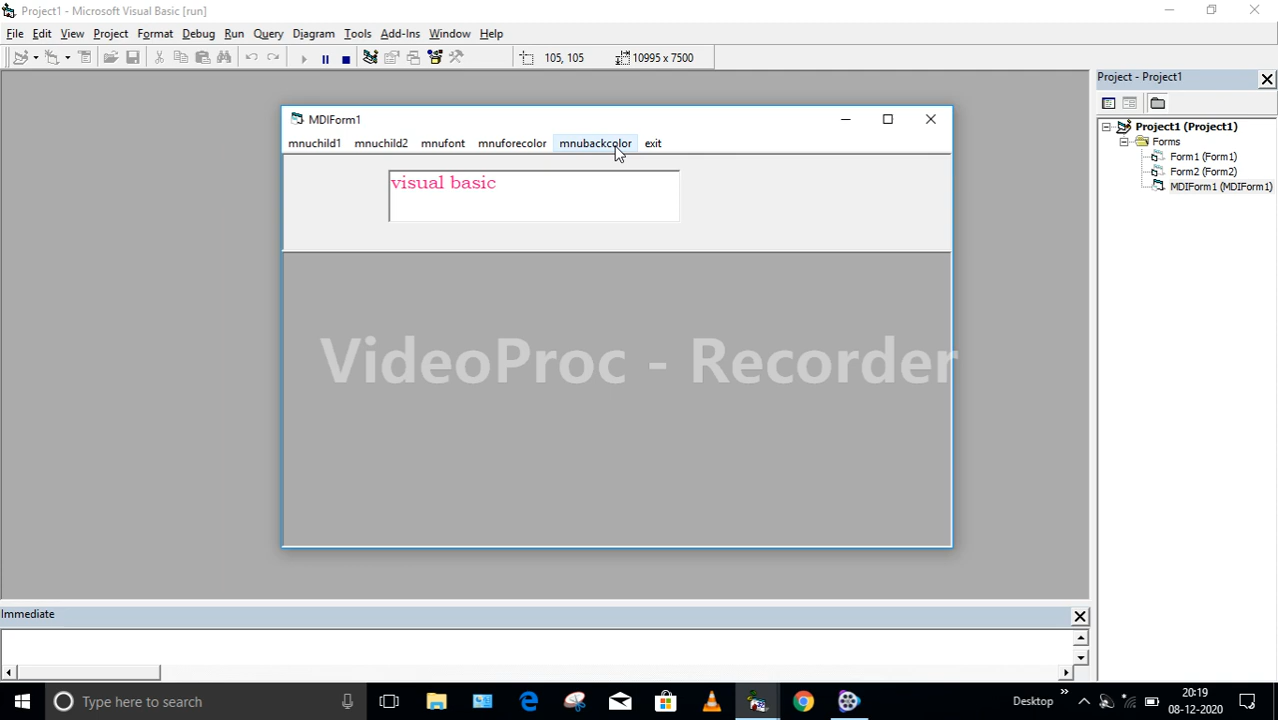 Project1 - Microsoft Visual Basic [run]
File Edit View Project Format Debug Run Query Diagram Tools Add-Ins Window Help
105, 105 10995 x 7500
Project - Project1
Project1 (Project1)
Forms
Form1 (Form1)
Form2 (Form2)
MDIForm1 (MDIForm1)
MDIForm1
mnuchild1 mnuchild2 mnufont mnuforecolor mnubackcolor exit
visual basic
VideoProc - Recorder
Immediate
Type here to search
Desktop
20:19
08-12-2020